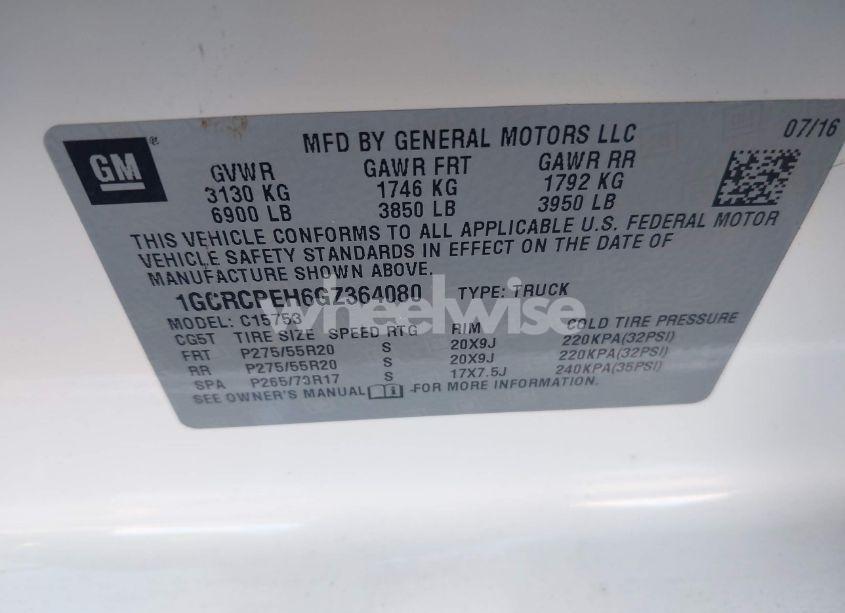 GM ®
MFD BY GENERAL MOTORS LLC 07/16
GVWR GAWR FRT GAWR RR
3130 KG 1746 KG 1792 KG
6900 LB 3850 LB 3950 LB
THIS VEHICLE CONFORMS TO ALL APPLICABLE U.S. FEDERAL MOTOR
VEHICLE SAFETY STANDARDS IN EFFECT ON THE DATE OF
MANUFACTURE SHOWN ABOVE.
1GCRCPEH6GZ364080 TYPE: TRUCK
MODEL: C15753
CG5T TIRE SIZE SPEED RTG RIM COLD TIRE PRESSURE
FRT P275/55R20 S 20X9J 220KPA(32PSI)
RR P275/55R20 S 20X9J 220KPA(32PSI)
SPA P265/70R17 S 17X7.5J 240KPA(35PSI)
SEE OWNER'S MANUAL i -FOR MORE INFORMATION.
wheelwise